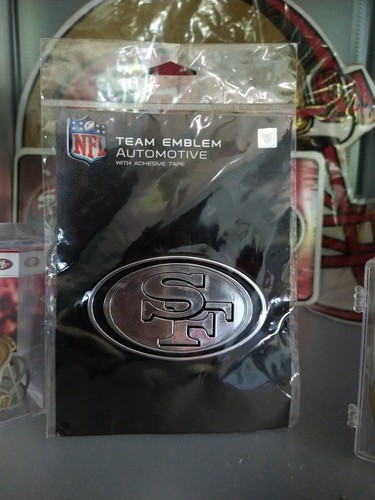 NFL
TEAM EMBLEM
AUTOMOTIVE
WITH ADHESIVE TAPE
SF